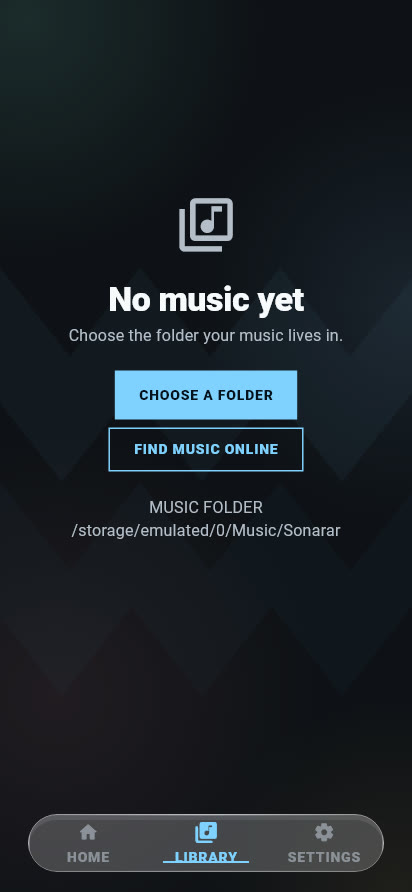 No music yet
Choose the folder your music lives in.
CHOOSE A FOLDER
FIND MUSIC ONLINE
MUSIC FOLDER
/storage/emulated/0/Music/Sonarar
HOME
LIBRARY
SETTINGS